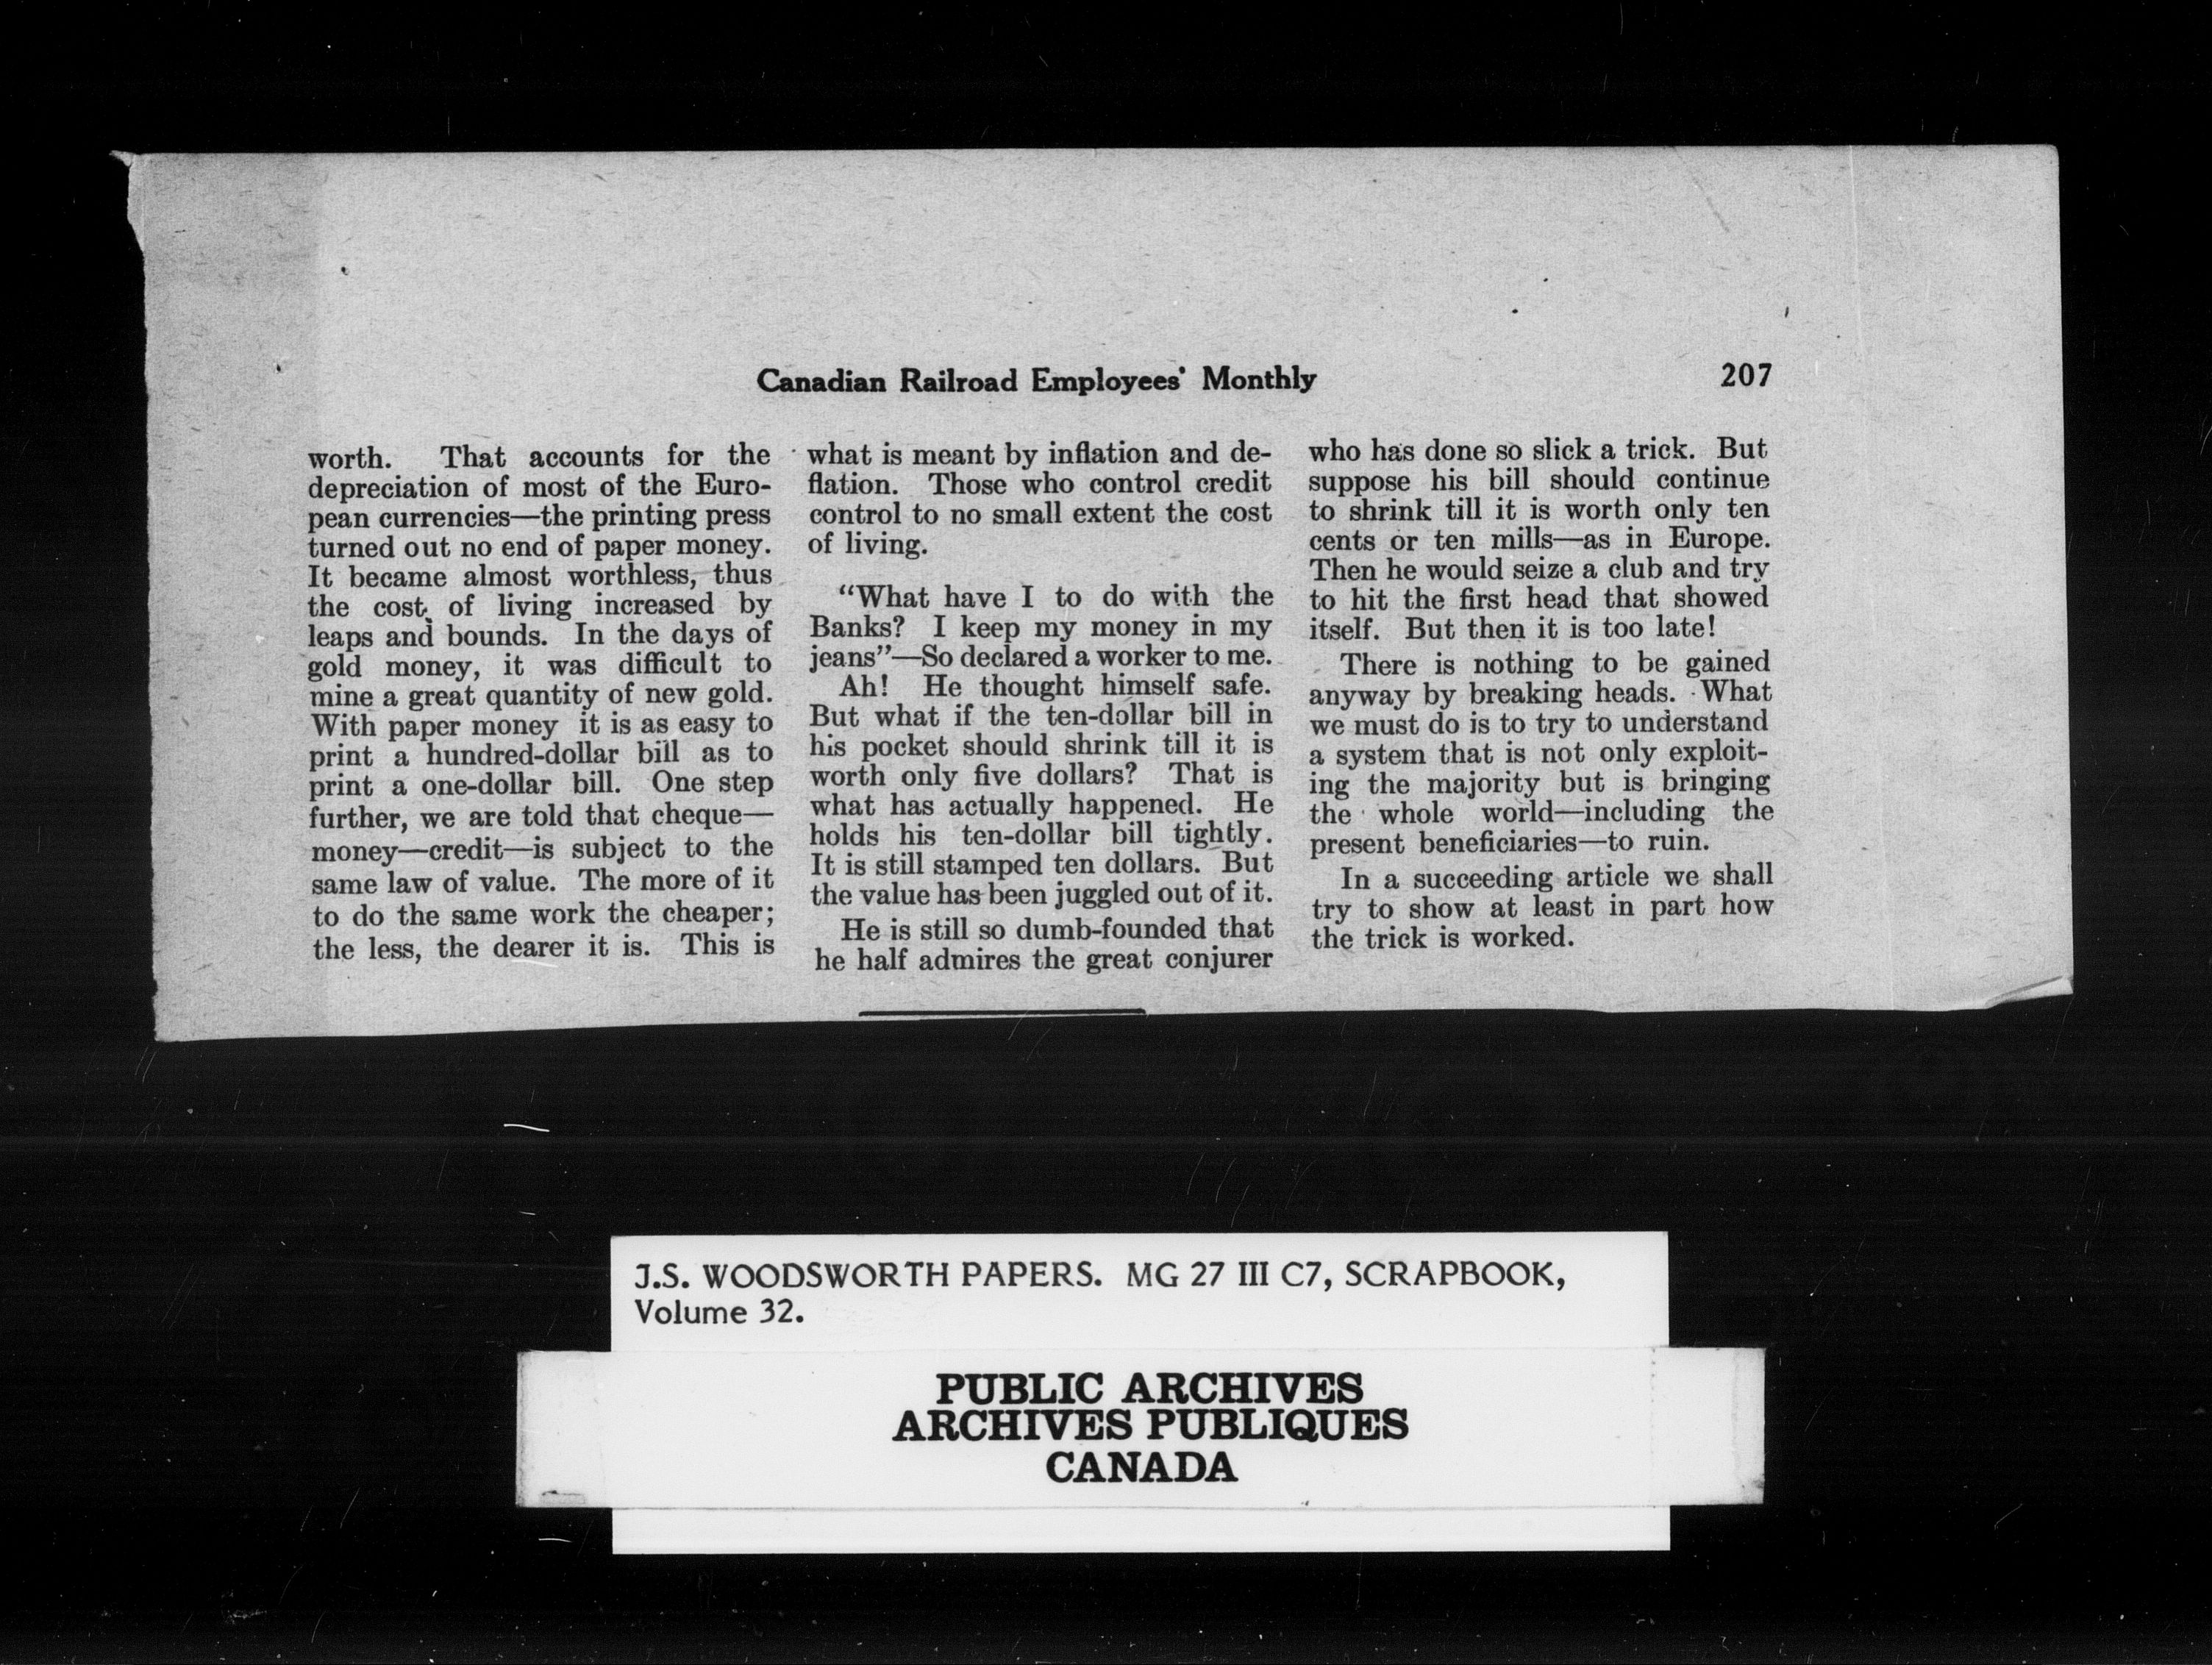 Canadian Railroad Employees' Monthly
207
worth. That accounts for the
depreciation of most of the Euro-
pean currencies—the printing press
turned out no end of paper money.
It became almost worthless, thus
the cost of living increased by
leaps and bounds. In the days of
gold money, it was difficult to
mine a great quantity of new gold.
With paper money it is as easy to
print a hundred-dollar bill as to
print a one-dollar bill. One step
further, we are told that cheque—
money—credit—is subject to the
same law of value. The more of it
to do the same work the cheaper;
the less, the dearer it is. This is
what is meant by inflation and de-
flation. Those who control credit
control to no small extent the cost
of living.
"What have I to do with the
Banks? I keep my money in my
jeans"—So declared a worker to me.
Ah! He thought himself safe.
But what if the ten-dollar bill in
his pocket should shrink till it is
worth only five dollars? That is
what has actually happened. He
holds his ten-dollar bill tightly.
It is still stamped ten dollars. But
the value has been juggled out of it.
He is still so dumb-founded that
he half admires the great conjurer
who has done so slick a trick. But
suppose his bill should continue
to shrink till it is worth only ten
cents or ten mills—as in Europe.
Then he would seize a club and try
to hit the first head that showed
itself. But then it is too late!
There is nothing to be gained
anyway by breaking heads. What
we must do is to try to understand
a system that is not only exploit-
ing the majority but is bringing
the whole world—including the
present beneficiaries—to ruin.
In a succeeding article we shall
try to show at least in part how
the trick is worked.
J.S. WOODSWORTH PAPERS. MG 27 III C7, SCRAPBOOK,
Volume 32.
PUBLIC ARCHIVES
ARCHIVES PUBLIQUES
CANADA